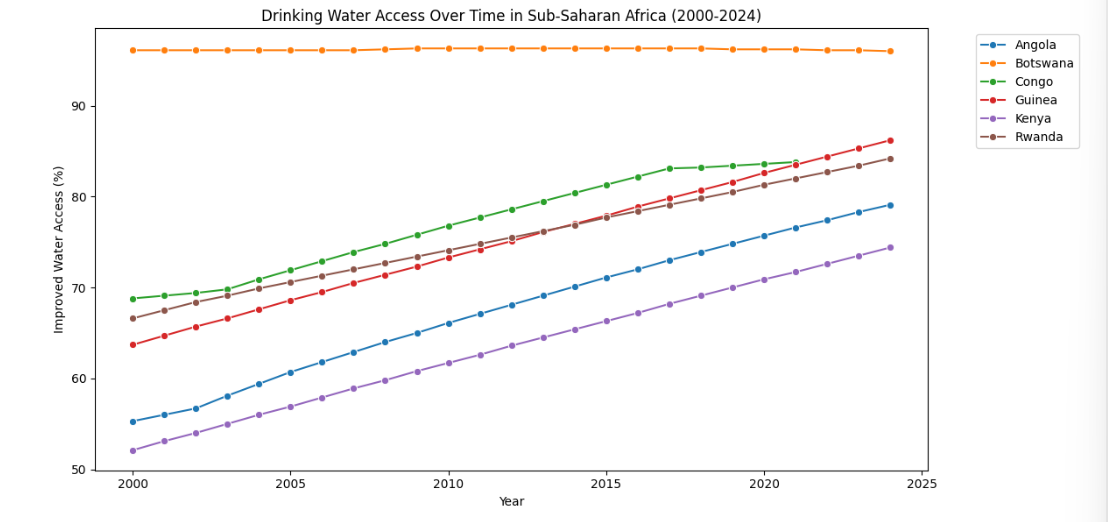 Drinking Water Access Over Time in Sub-Saharan Africa (2000-2024)
Improved Water Access (%)
90
80
70
60
50
2000
2005
2010
2015
2020
2025
Year
Angola
Botswana
Congo
Guinea
Kenya
Rwanda